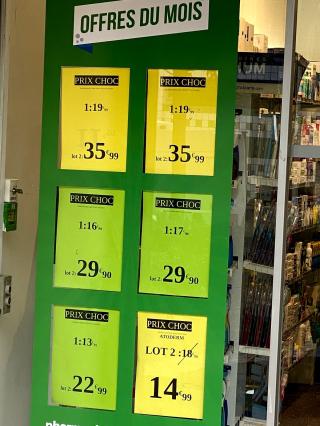 OFFRES DU MOIS
PRIX CHOC
1:19
lot 2: 35€99
PRIX CHOC
1:19
lot 2: 35€99
PRIX CHOC
1:16
lot 2: 29€90
PRIX CHOC
1:17
lot 2: 29€90
PRIX CHOC
1:13
lot 2: 22€99
PRIX CHOC
ATODERM
LOT 2 :18
14€99